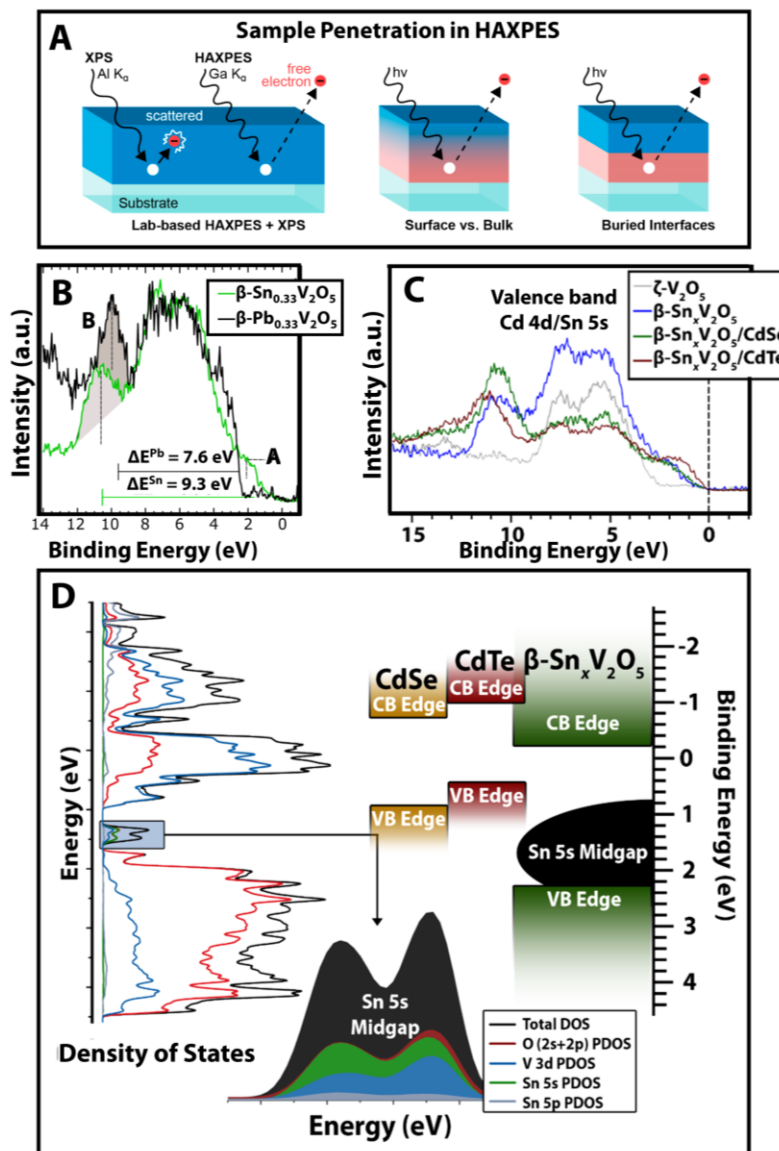 A
Sample Penetration in HAXPES
XPS
Al Kα
HAXPES
Ga Kα
free
electron
scattered
Substrate
Lab-based HAXPES + XPS
hν
Surface vs. Bulk
hν
Buried Interfaces
B
β-Sn0.33V2O5
β-Pb0.33V2O5
B
A
ΔE^Pb = 7.6 eV
ΔE^Sn = 9.3 eV
Intensity (a.u.)
14 12 10 8 6 4 2 0
Binding Energy (eV)
C
Valence band
Cd 4d/Sn 5s
ζ-V2O5
β-SnxV2O5
β-SnxV2O5/CdSe
β-SnxV2O5/CdTe
Intensity (a.u.)
15 10 5 0
Binding Energy (eV)
D
Energy (eV)
Density of States
CdSe
CB Edge
VB Edge
CdTe
CB Edge
VB Edge
β-SnxV2O5
CB Edge
Sn 5s Midgap
VB Edge
-2
-1
0
1
2
3
4
Binding Energy (eV)
Sn 5s
Midgap
Energy (eV)
Total DOS
O (2s+2p) PDOS
V 3d PDOS
Sn 5s PDOS
Sn 5p PDOS